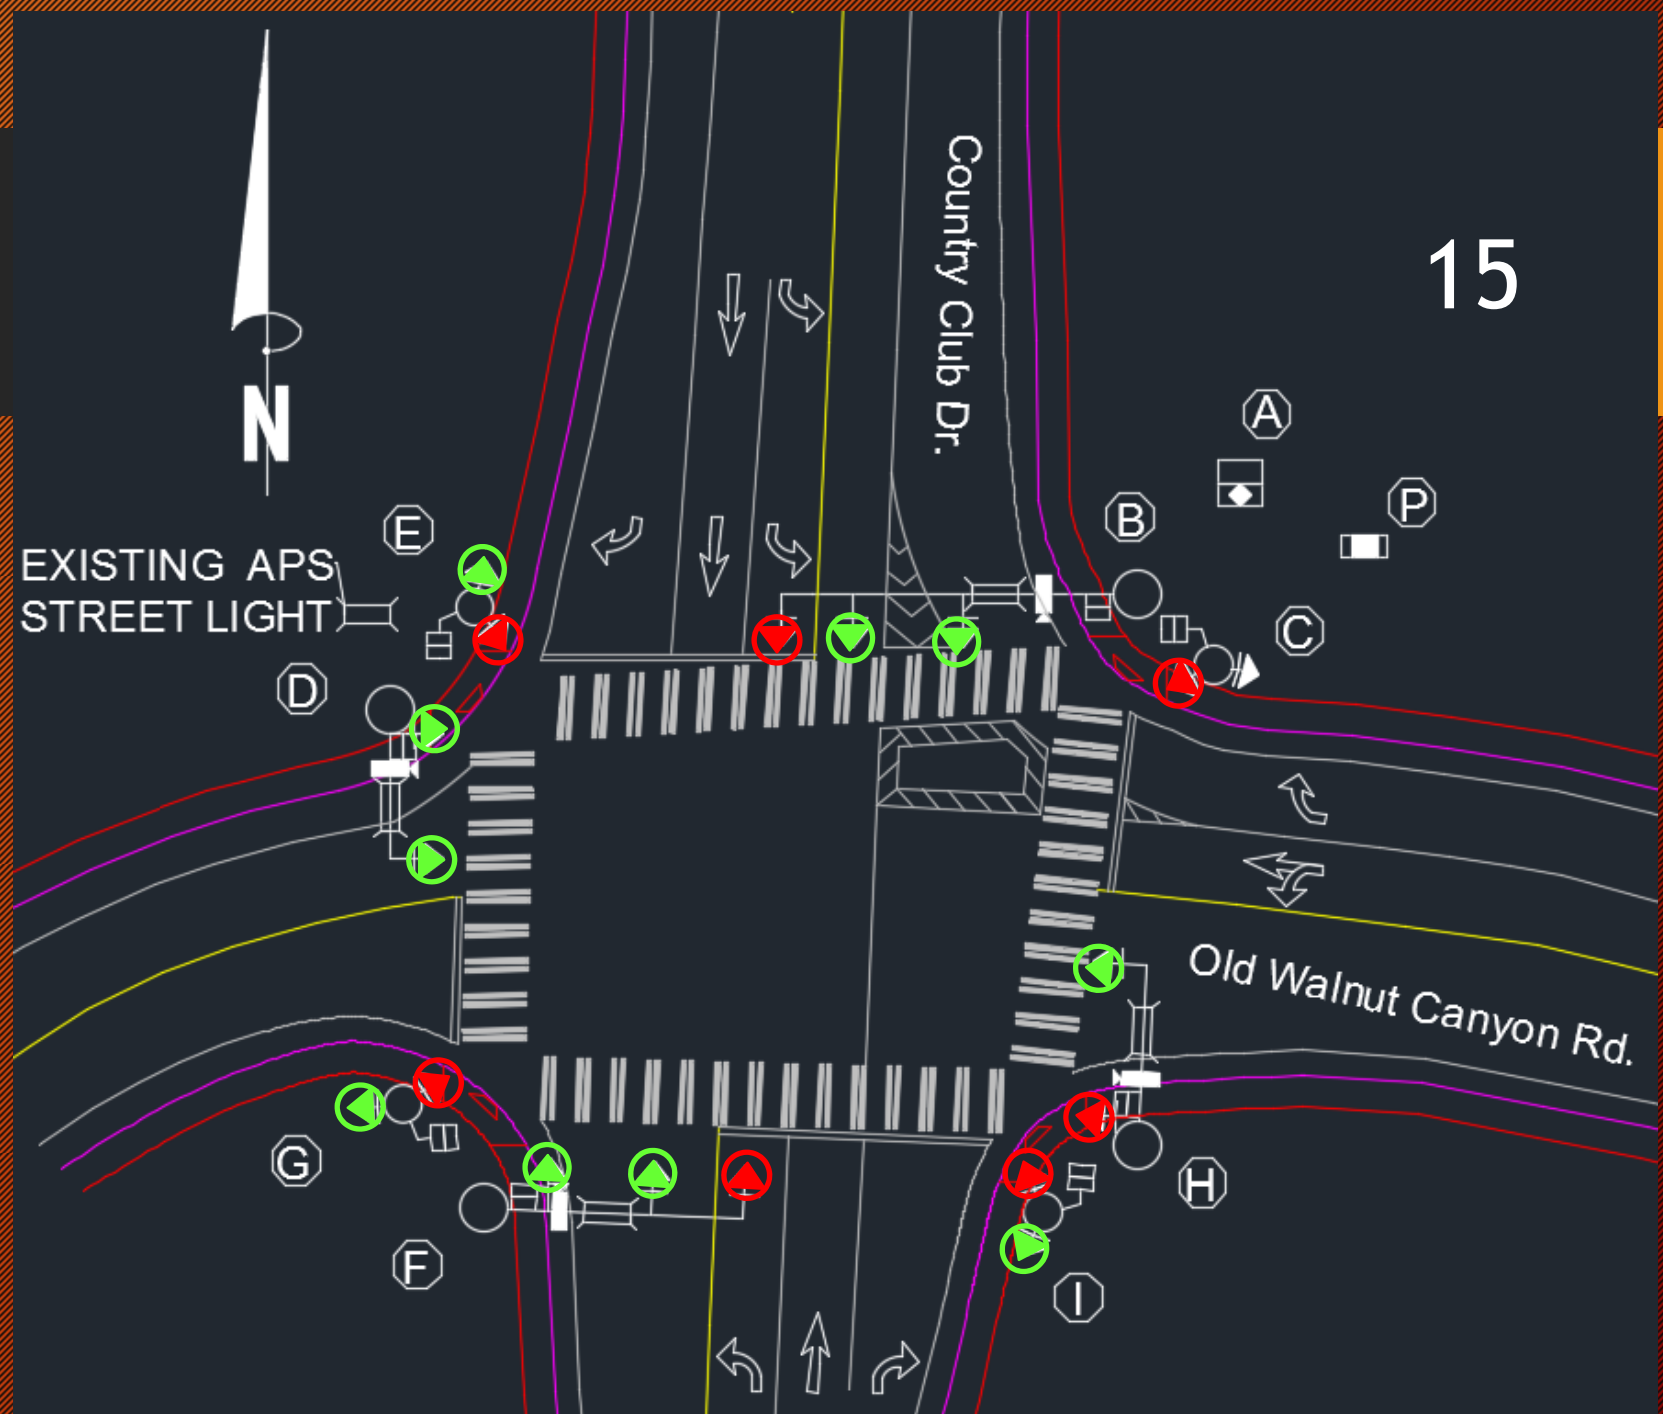 Country Club Dr.
15
A
P
B
E
EXISTING APS
STREET LIGHT
N
C
D
Old Walnut Canyon Rd.
G
H
F
I